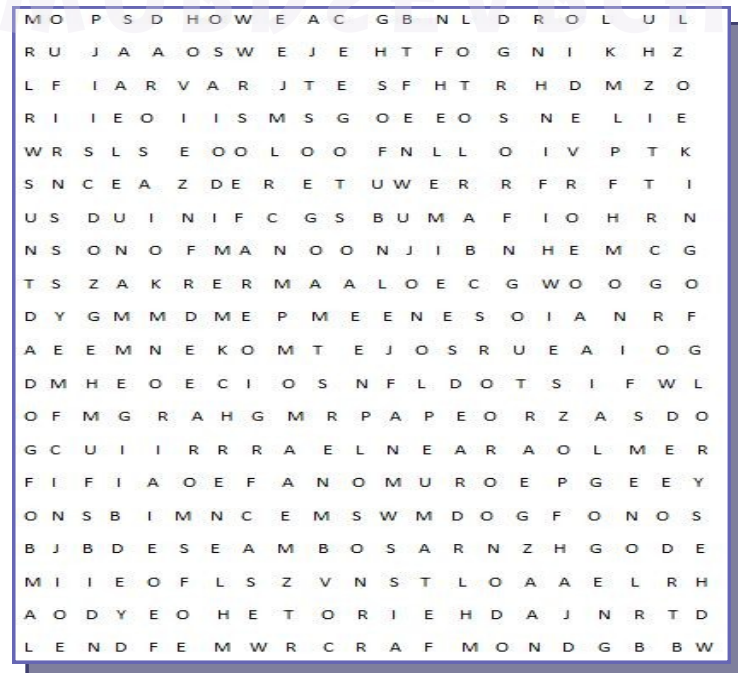 M O P S D H O W E A C G B N L D R O L U L
R U J A A O S W E J E H T F O G N I K H Z
L F I A R V A R J T E S F H T R H D M Z O
R I I E O I I S M S G O E E O S N E L I E
W R S L S E O O L O O F N L L O I V P T K
S N C E A Z D E R E T U W E R R F R F T I
U S D U I N I F C G S B U M A F I O H R N
N S O N O F M A N O O N J I B N H E M C G
T S Z A K R E R M A A L O E C G W O O G O
D Y G M M D M E P M E E N E S O I A N R F
A E E M N E K O M T E J O S R U E A I O G
D M H E O E C I O S N F L D O T S I F W L
O F M G R A H G M R P A P E O R Z A S D O
G C U I I R R R A E L N E A R A O L M E R
F I F I A O E F A N O M U R O E P G E E Y
O N S B I M N C E M S W M D O G F O N O S
B J B D E S E A M B O S A R N Z H G O D E
M I I E O F L S Z V N S T L O A A E L R H
A O D Y E O H E T O R I E H D A J N R T D
L E N D F E M W R C R A F M O N D G B B W